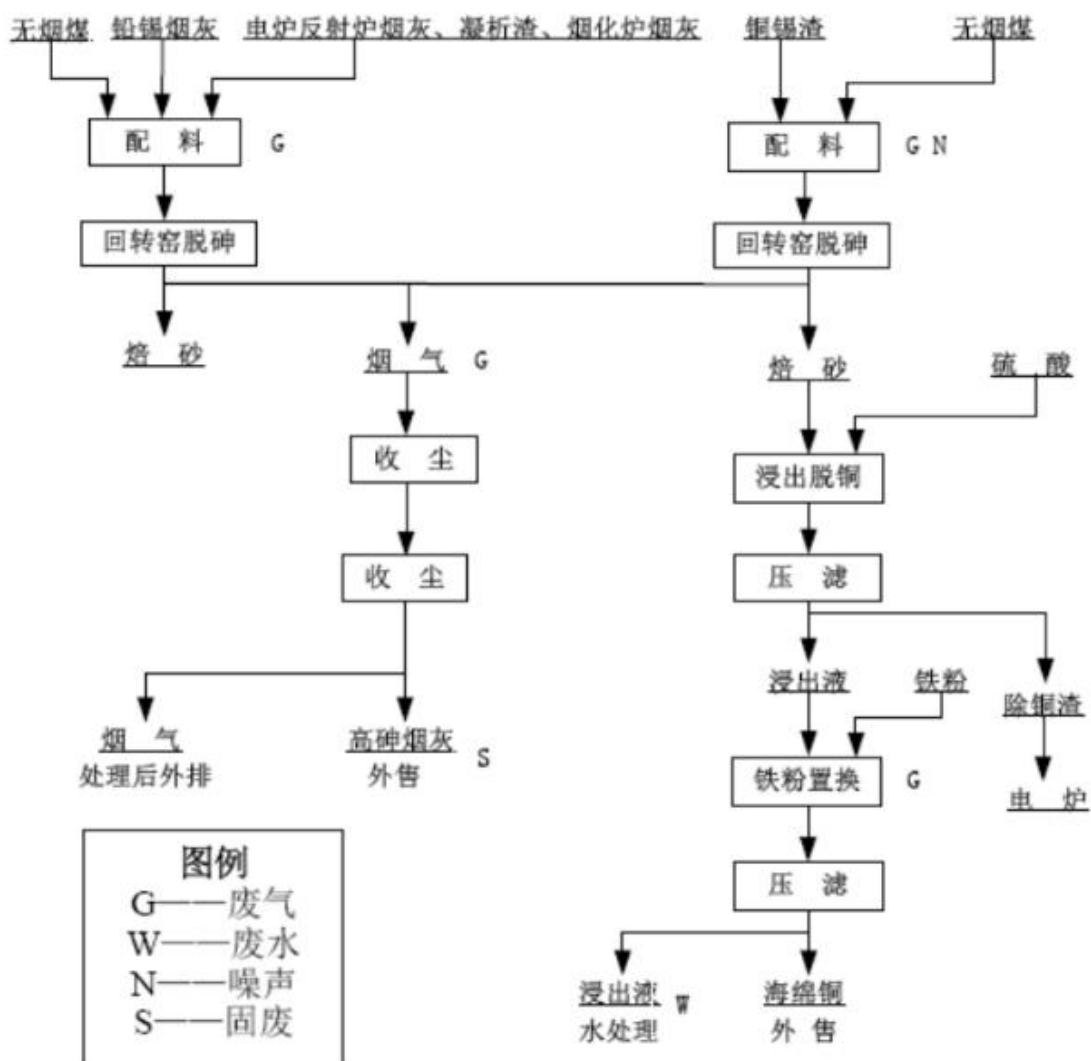 无烟煤 铅锡烟灰 电炉反射炉烟灰、凝析渣、烟化炉烟灰 铜锡渣 无烟煤
配 料 G 配 料 G N
回转窑脱砷 回转窑脱砷
焙 砂 烟 气 G 焙 砂 硫 酸
收 尘 浸出脱铜
收 尘 压 滤
浸出液 铁粉 除铜渣
烟 气 高砷烟灰 S 铁粉置换 G 电 炉
处理后外排 外售
图例
G——废气
W——废水
N——噪声
S——固废
压 滤
浸出液 W 海绵铜
水处理 外 售